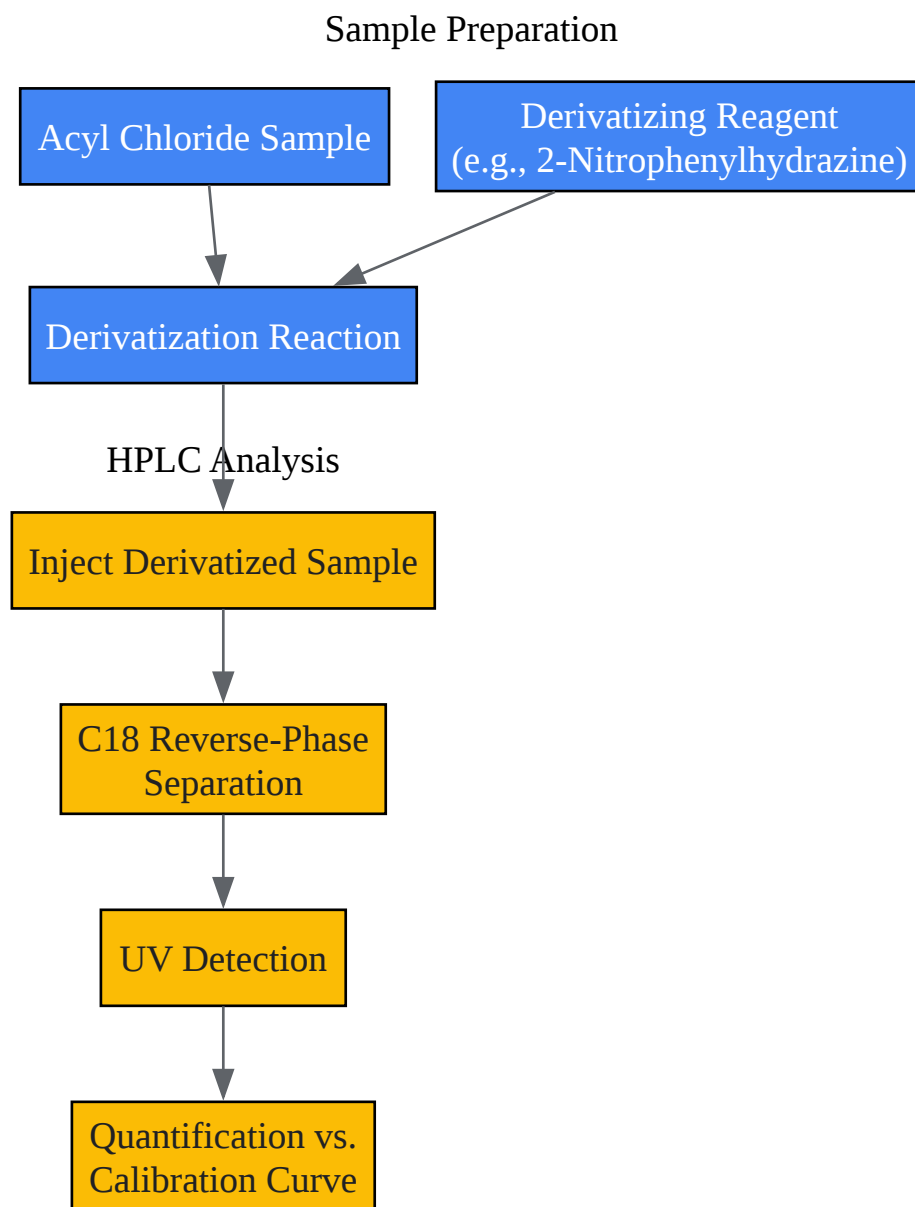 Sample Preparation
Acyl Chloride Sample
Derivatizing Reagent
(e.g., 2-Nitrophenylhydrazine)
Derivatization Reaction
HPLC Analysis
Inject Derivatized Sample
C18 Reverse-Phase
Separation
UV Detection
Quantification vs.
Calibration Curve